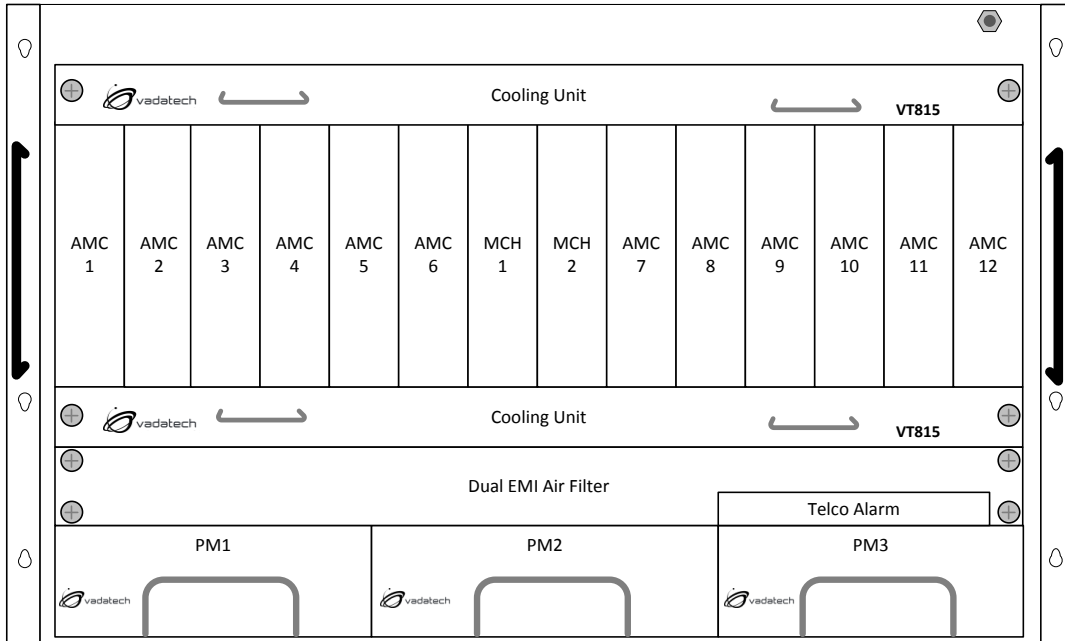 vadatech Cooling Unit VT815
AMC AMC AMC AMC AMC AMC MCH MCH AMC AMC AMC AMC AMC AMC
1 2 3 4 5 6 1 2 7 8 9 10 11 12
vadatech Cooling Unit VT815
Dual EMI Air Filter
Telco Alarm
PM1 PM2 PM3
vadatech vadatech vadatech